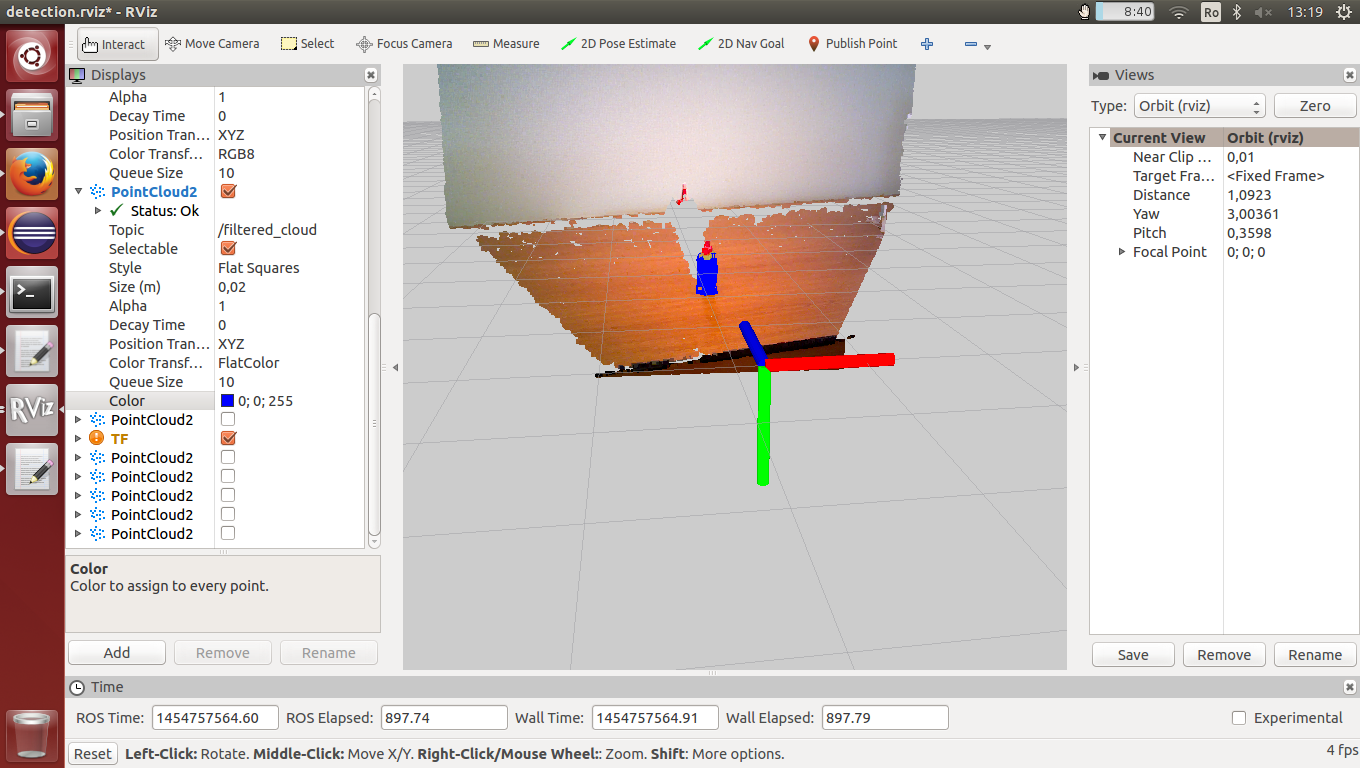 detection.rviz* - RViz
8:40
Ro
13:19
Interact
Move Camera
Select
Focus Camera
Measure
2D Pose Estimate
2D Nav Goal
Publish Point
Displays
Alpha 1
Decay Time 0
Position Tran... XYZ
Color Transf... RGB8
Queue Size 10
PointCloud2
Status: Ok
Topic /filtered_cloud
Selectable
Style Flat Squares
Size (m) 0,02
Alpha 1
Decay Time 0
Position Tran... XYZ
Color Transf... FlatColor
Queue Size 10
Color 0; 0; 255
PointCloud2
TF
PointCloud2
PointCloud2
PointCloud2
PointCloud2
PointCloud2
Color
Color to assign to every point.
Add
Remove
Rename
RViz
Views
Type: Orbit (rviz) Zero
Current View Orbit (rviz)
Near Clip ... 0,01
Target Fra... <Fixed Frame>
Distance 1,0923
Yaw 3,00361
Pitch 0,3598
Focal Point 0; 0; 0
Save
Remove
Rename
Time
ROS Time: 1454757564.60 ROS Elapsed: 897.74 Wall Time: 1454757564.91 Wall Elapsed: 897.79 Experimental
Reset Left-Click: Rotate. Middle-Click: Move X/Y. Right-Click/Mouse Wheel:: Zoom. Shift: More options. 4 fps